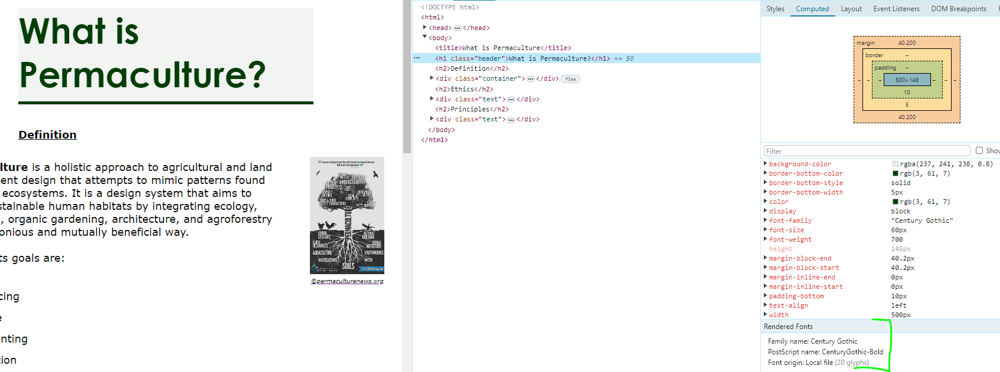 What is
Permaculture?
Definition
lture is a holistic approach to agricultural and land
ent design that attempts to mimic patterns found
ecosystems. It is a design system that aims to
stainable human habitats by integrating ecology,
, organic gardening, architecture, and agroforestry
onious and mutually beneficial way.
ts goals are:
cing
e
enting
tion
PERMACULTURE
ANIMAL SYSTEMS
NATURAL BUILDING
EARTH RESOURCES
HUMAN NUTRITION
AQUACULTURE
EARTHWORKS
WASTESYSTEMS
WATER
SOILS
©permaculturenews.org
<!DOCTYPE html>
<html>
<head>…</head>
<body>
<title>What is Permaculture</title>
<h1 class="header">What is Permaculture?</h1> == $0
<h2>Definition</h2>
<div class="container">…</div> flex
<h2>Ethics</h2>
<div class="text">…</div>
<h2>Principles</h2>
<div class="text">…</div>
</body>
</html>
Styles Computed Layout Event Listeners DOM Breakpoints
margin 40.200
border –
padding –
– – – 500×148 – – –
10
5
40.200
Filter Show
background-color rgba(237, 241, 238, 0.8)
border-bottom-color rgb(3, 61, 7)
border-bottom-style solid
border-bottom-width 5px
color rgb(3, 61, 7)
display block
font-family "Century Gothic"
font-size 60px
font-weight 700
height 148px
margin-block-end 40.2px
margin-block-start 40.2px
margin-inline-end 0px
margin-inline-start 0px
padding-bottom 10px
text-align left
width 500px
Rendered Fonts
Family name: Century Gothic
PostScript name: CenturyGothic-Bold
Font origin: Local file (20 glyphs)